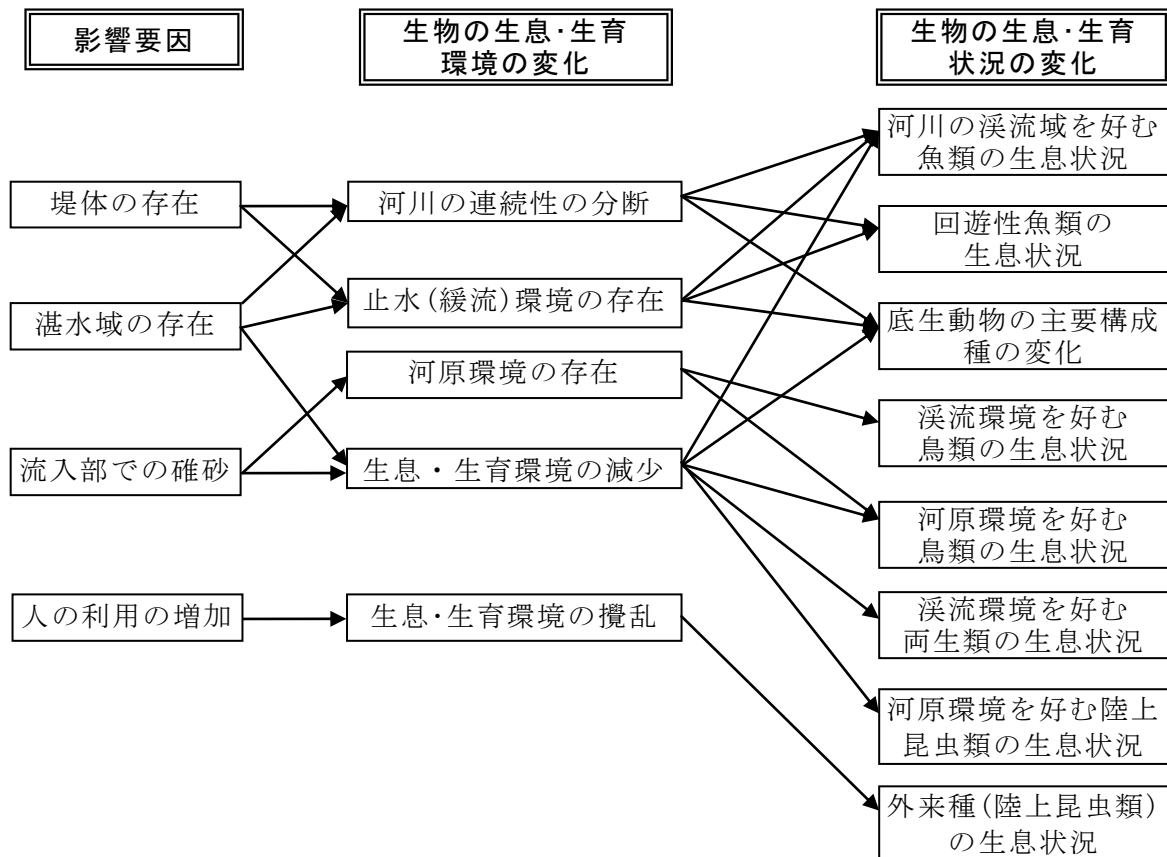 影響要因
生物の生息･生育
環境の変化
生物の生息･生育
状況の変化
堤体の存在
湛水域の存在
流入部での碓砂
人の利用の増加
河川の連続性の分断
止水(緩流)環境の存在
河原環境の存在
生息・生育環境の減少
生息･生育環境の攪乱
河川の渓流域を好む
魚類の生息状況
回遊性魚類の
生息状況
底生動物の主要構成
種の変化
渓流環境を好む
鳥類の生息状況
河原環境を好む
鳥類の生息状況
渓流環境を好む
両生類の生息状況
河原環境を好む陸上
昆虫類の生息状況
外来種(陸上昆虫類)
の生息状況